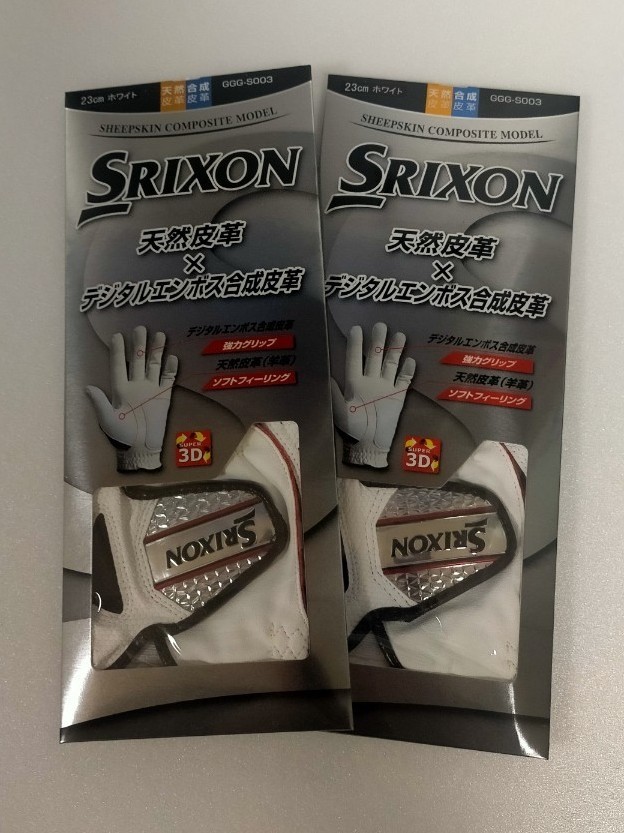 23cm ホワイト 天然皮革 合成皮革 GGG-S003
SHEEPSKIN COMPOSITE MODEL
SRIXON
天然皮革
×
デジタルエンボス合成皮革
デジタルエンボス合成皮革
強力グリップ
天然皮革(羊革)
ソフトフィーリング
SUPER
3D
SRIXON
23cm ホワイト 天然皮革 合成皮革 GGG-S003
SHEEPSKIN COMPOSITE MODEL
SRIXON
天然皮革
×
デジタルエンボス合成皮革
デジタルエンボス合成皮革
強力グリップ
天然皮革(羊革)
ソフトフィーリング
SUPER
3D
SRIXON